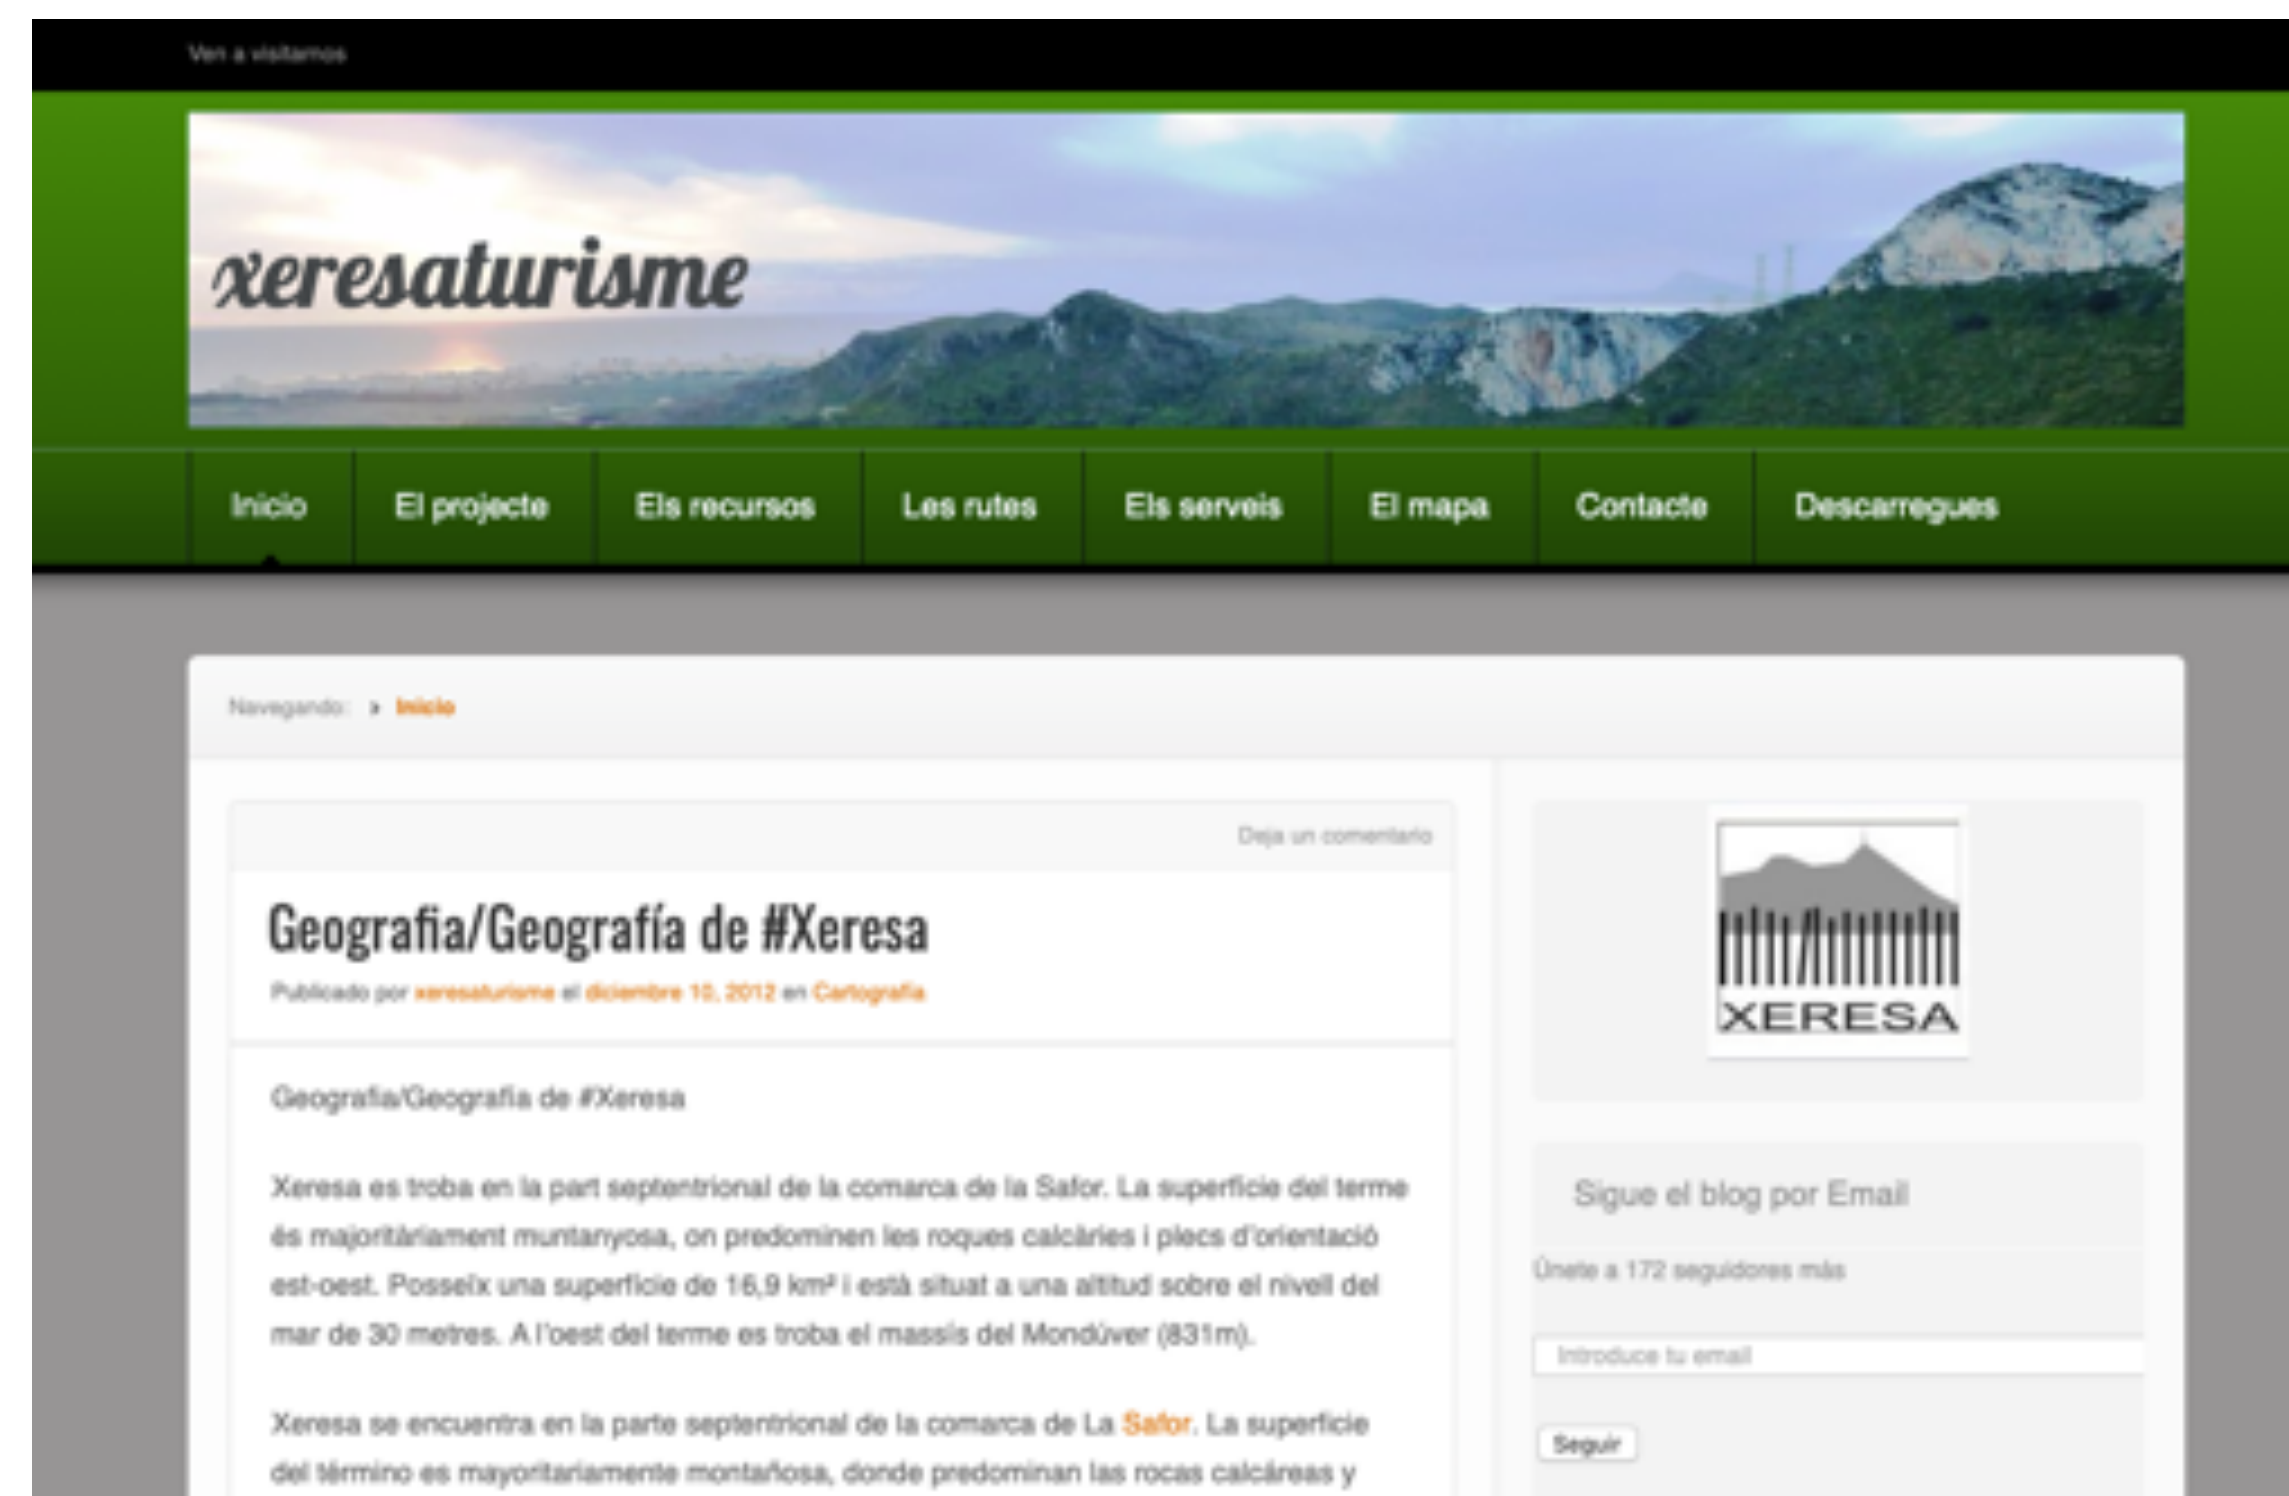 Ven a visitarnos
xeresaturisme
Inicio El projecte Els recursos Les rutes Els serveis El mapa Contacte Descarregues
Navegando: › Inicio
Deja un comentario
Geografia/Geografía de #Xeresa
Publicado por xeresaturisme el diciembre 10, 2012 en Cartografía
Geografia/Geografía de #Xeresa
Xeresa es troba en la part septentrional de la comarca de la Safor. La superfície del terme
és majoritàriament muntanyosa, on predominen les roques calcàries i plecs d'orientació
est-oest. Posseïx una superfície de 16,9 km² i està situat a una altitud sobre el nivell del
mar de 30 metres. A l'oest del terme es troba el massís del Mondúver (831m).
Xeresa se encuentra en la parte septentrional de la comarca de La Safor. La superficie
del término es mayoritariamente montañosa, donde predominan las rocas calcáreas y
XERESA
Sigue el blog por Email
Únete a 172 seguidores más
Introduce tu email
Seguir